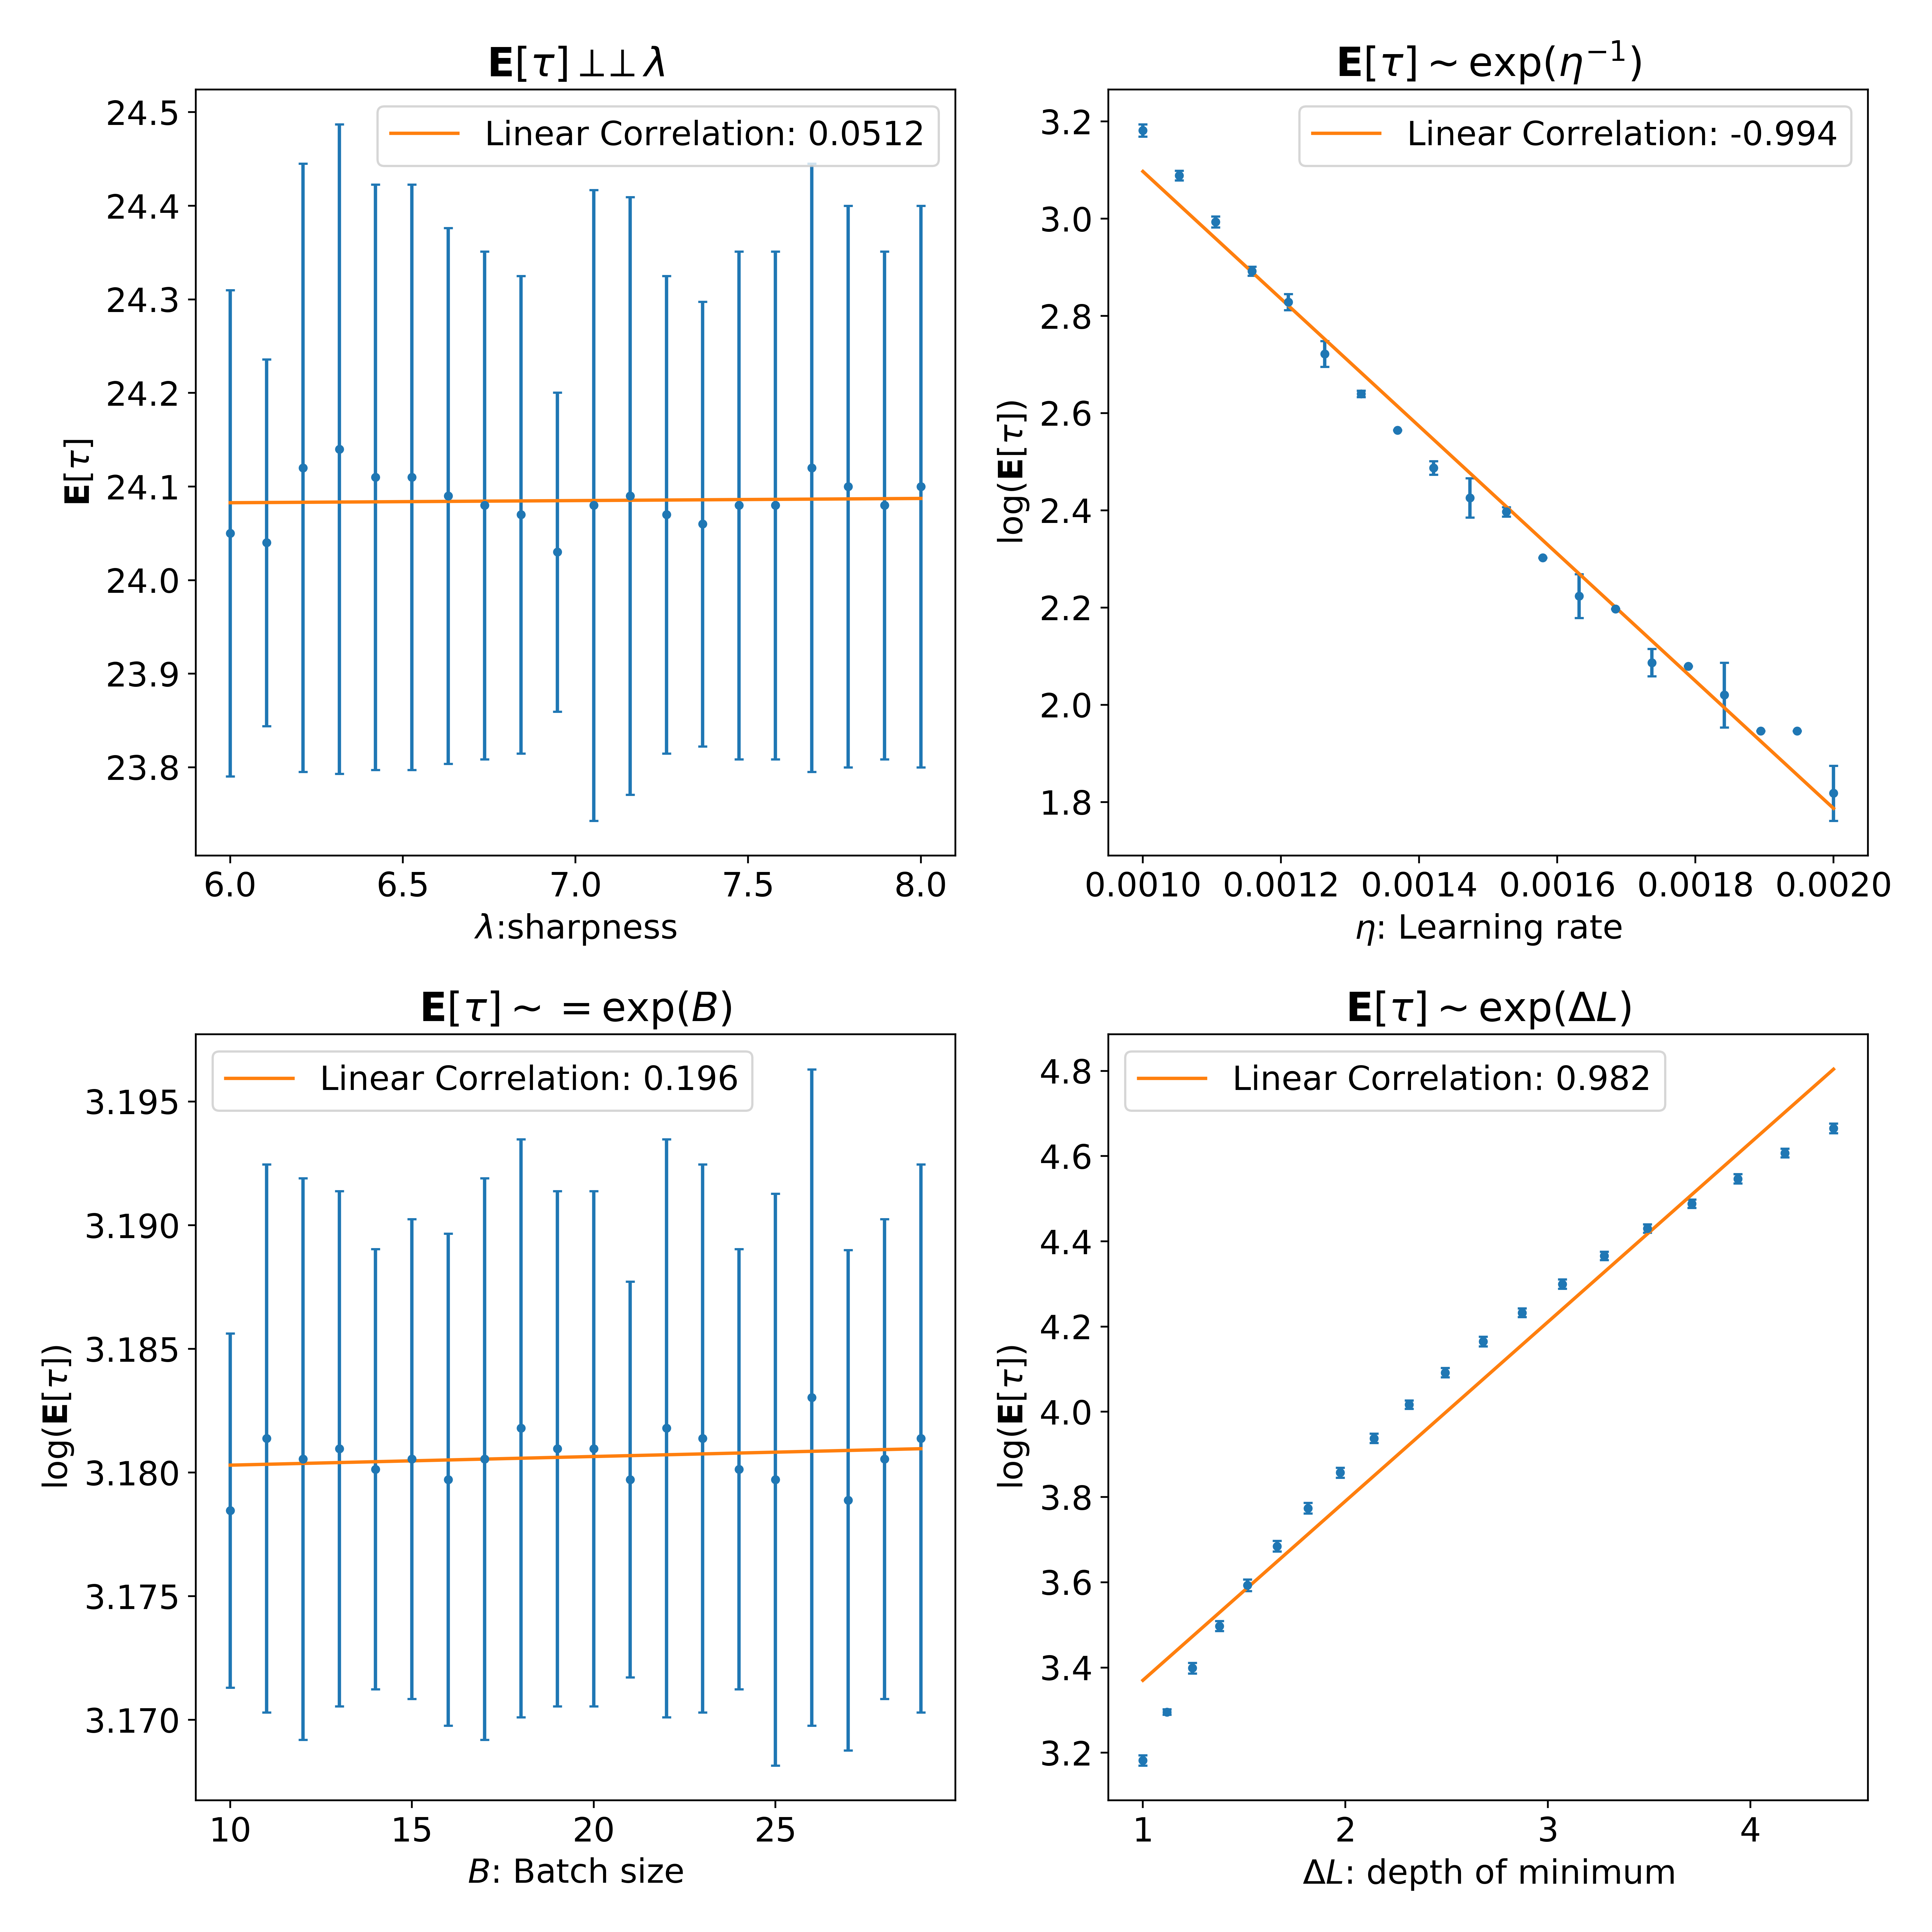 E[τ] ⊥⊥ λ
Linear Correlation: 0.0512
24.5
24.4
24.3
24.2
24.1
24.0
23.9
23.8
E[τ]
6.0 6.5 7.0 7.5 8.0
λ:sharpness
E[τ] ~ exp(η⁻¹)
Linear Correlation: -0.994
3.2
3.0
2.8
2.6
2.4
2.2
2.0
1.8
log(E[τ])
0.0010 0.0012 0.0014 0.0016 0.0018 0.0020
η: Learning rate
E[τ] ~ = exp(B)
Linear Correlation: 0.196
3.195
3.190
3.185
3.180
3.175
3.170
log(E[τ])
10 15 20 25
B: Batch size
E[τ] ~ exp(ΔL)
Linear Correlation: 0.982
4.8
4.6
4.4
4.2
4.0
3.8
3.6
3.4
3.2
log(E[τ])
1 2 3 4
ΔL: depth of minimum